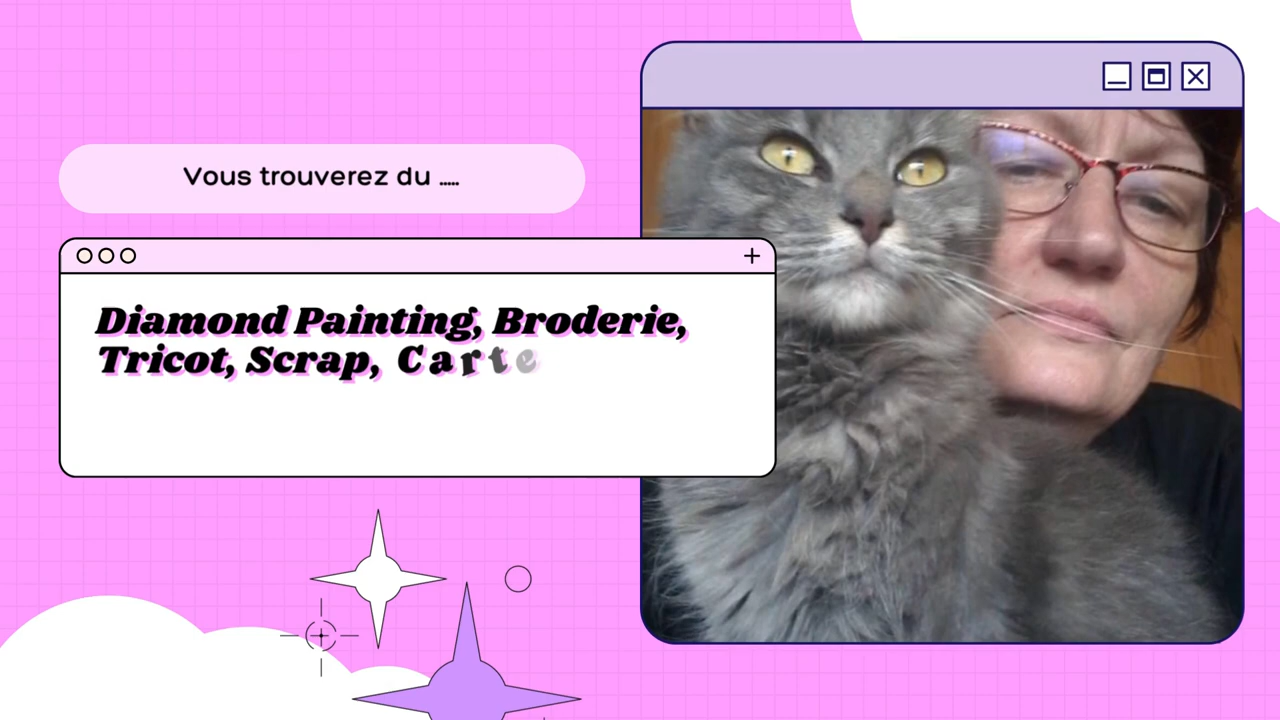 Vous trouverez du .....
Diamond Painting, Broderie,
Tricot, Scrap, Carte